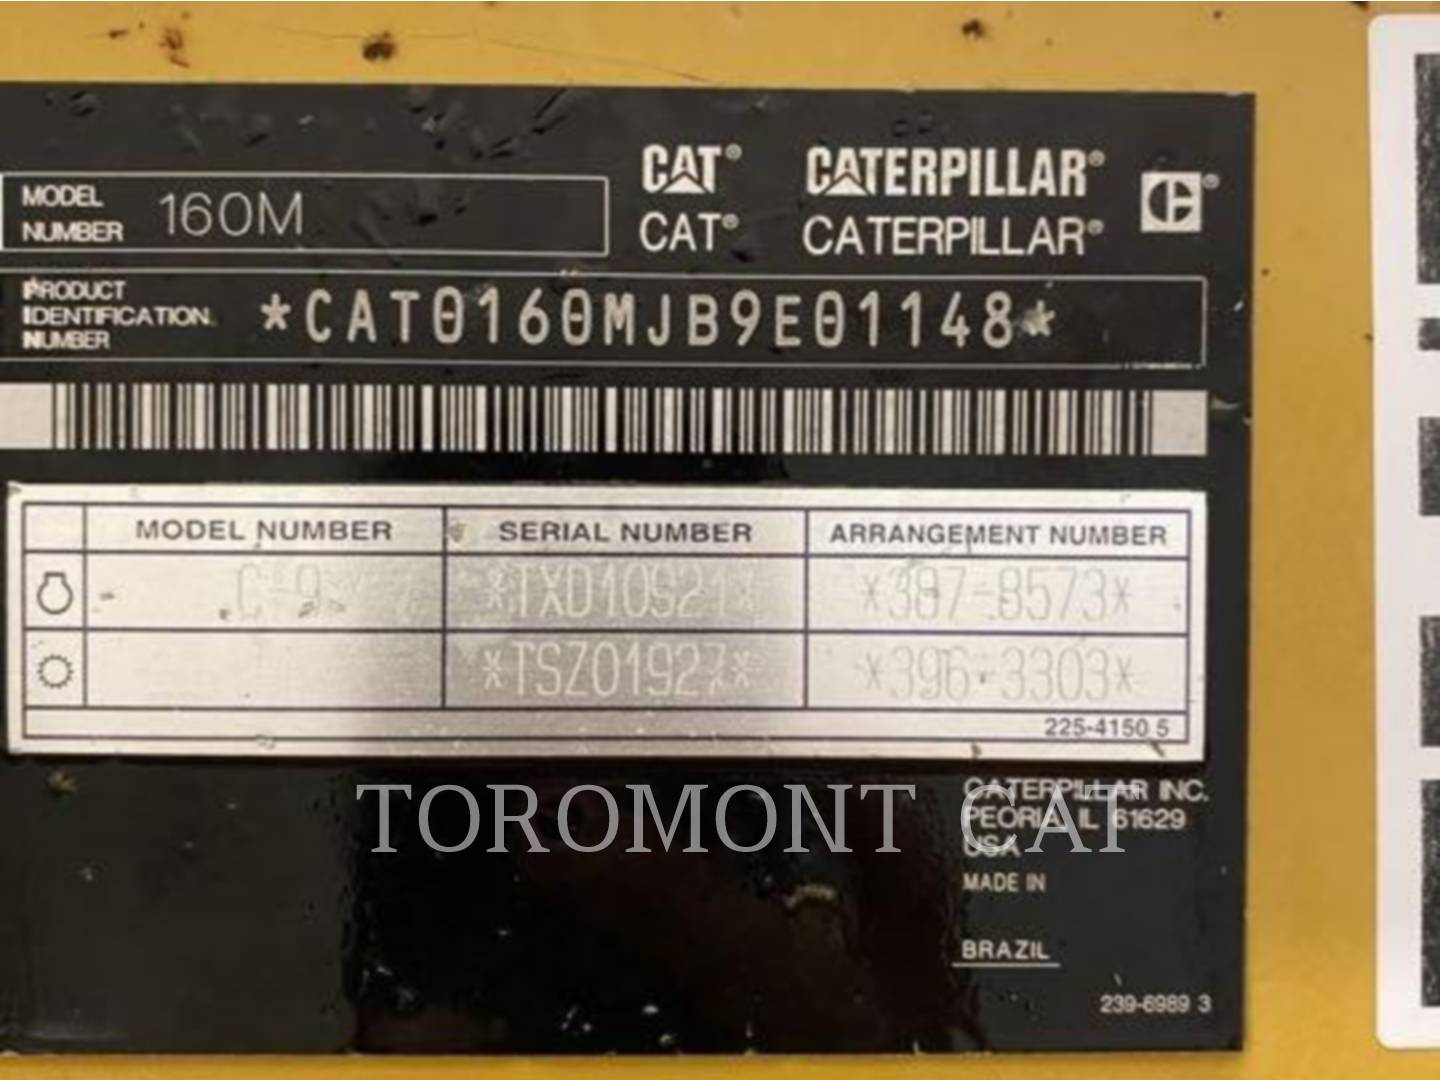 CAT® CATERPILLAR®
MODEL NUMBER 160M
CAT® CATERPILLAR®
PRODUCT IDENTIFICATION NUMBER *CAT0160MJB9E01148*
MODEL NUMBER SERIAL NUMBER ARRANGEMENT NUMBER
C-9 *TXD10921* *387-8573*
*TSZ01927* *396-3303*
225-4150 5
CATERPILLAR INC.
PEORIA, IL 61629
USA
TOROMONT CAT
MADE IN
BRAZIL
239-6989 3